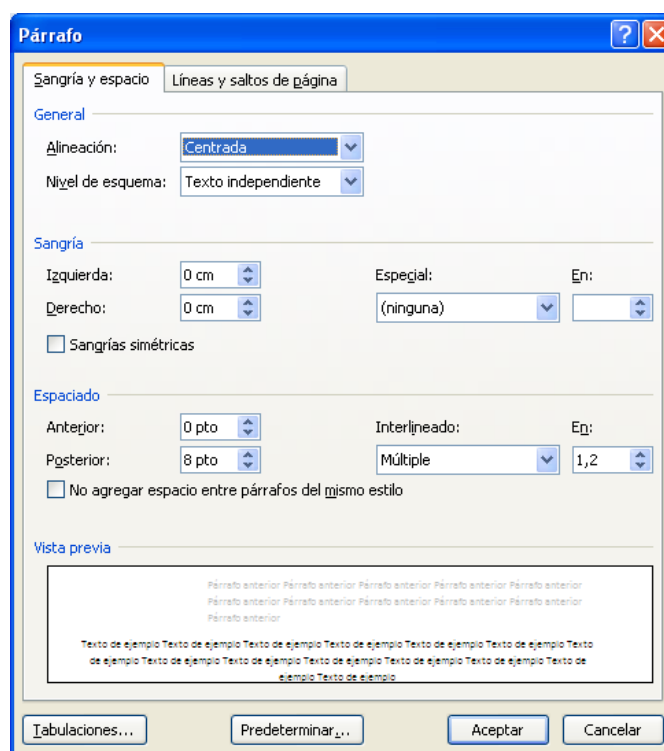 Párrafo
Sangría y espacio Líneas y saltos de página
General
Alineación: Centrada
Nivel de esquema: Texto independiente
Sangría
Izquierda: 0 cm Especial: En:
Derecho: 0 cm (ninguna)
Sangrías simétricas
Espaciado
Anterior: 0 pto Interlineado: En:
Posterior: 8 pto Múltiple 1,2
No agregar espacio entre párrafos del mismo estilo
Vista previa
Párrafo anterior Párrafo anterior Párrafo anterior Párrafo anterior Párrafo anterior
Párrafo anterior Párrafo anterior Párrafo anterior Párrafo anterior Párrafo anterior
Párrafo anterior
Texto de ejemplo Texto de ejemplo Texto de ejemplo Texto de ejemplo Texto de ejemplo Texto de ejemplo Texto
de ejemplo Texto de ejemplo Texto de ejemplo Texto de ejemplo Texto de ejemplo Texto de ejemplo Texto de
ejemplo Texto de ejemplo
Tabulaciones... Predeterminar... Aceptar Cancelar